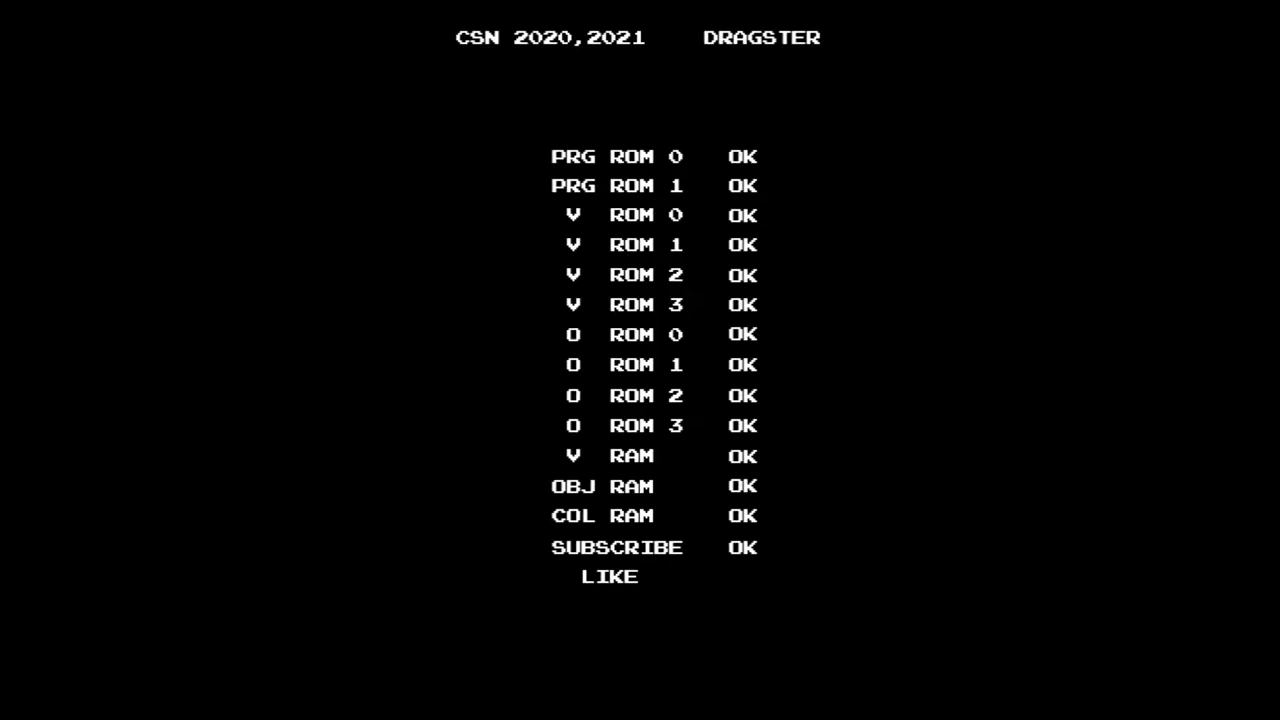 CSN 2020,2021 DRAGSTER
PRG ROM 0 OK
PRG ROM 1 OK
V ROM 0 OK
V ROM 1 OK
V ROM 2 OK
V ROM 3 OK
O ROM 0 OK
O ROM 1 OK
O ROM 2 OK
O ROM 3 OK
V RAM OK
OBJ RAM OK
COL RAM OK
SUBSCRIBE OK
LIKE